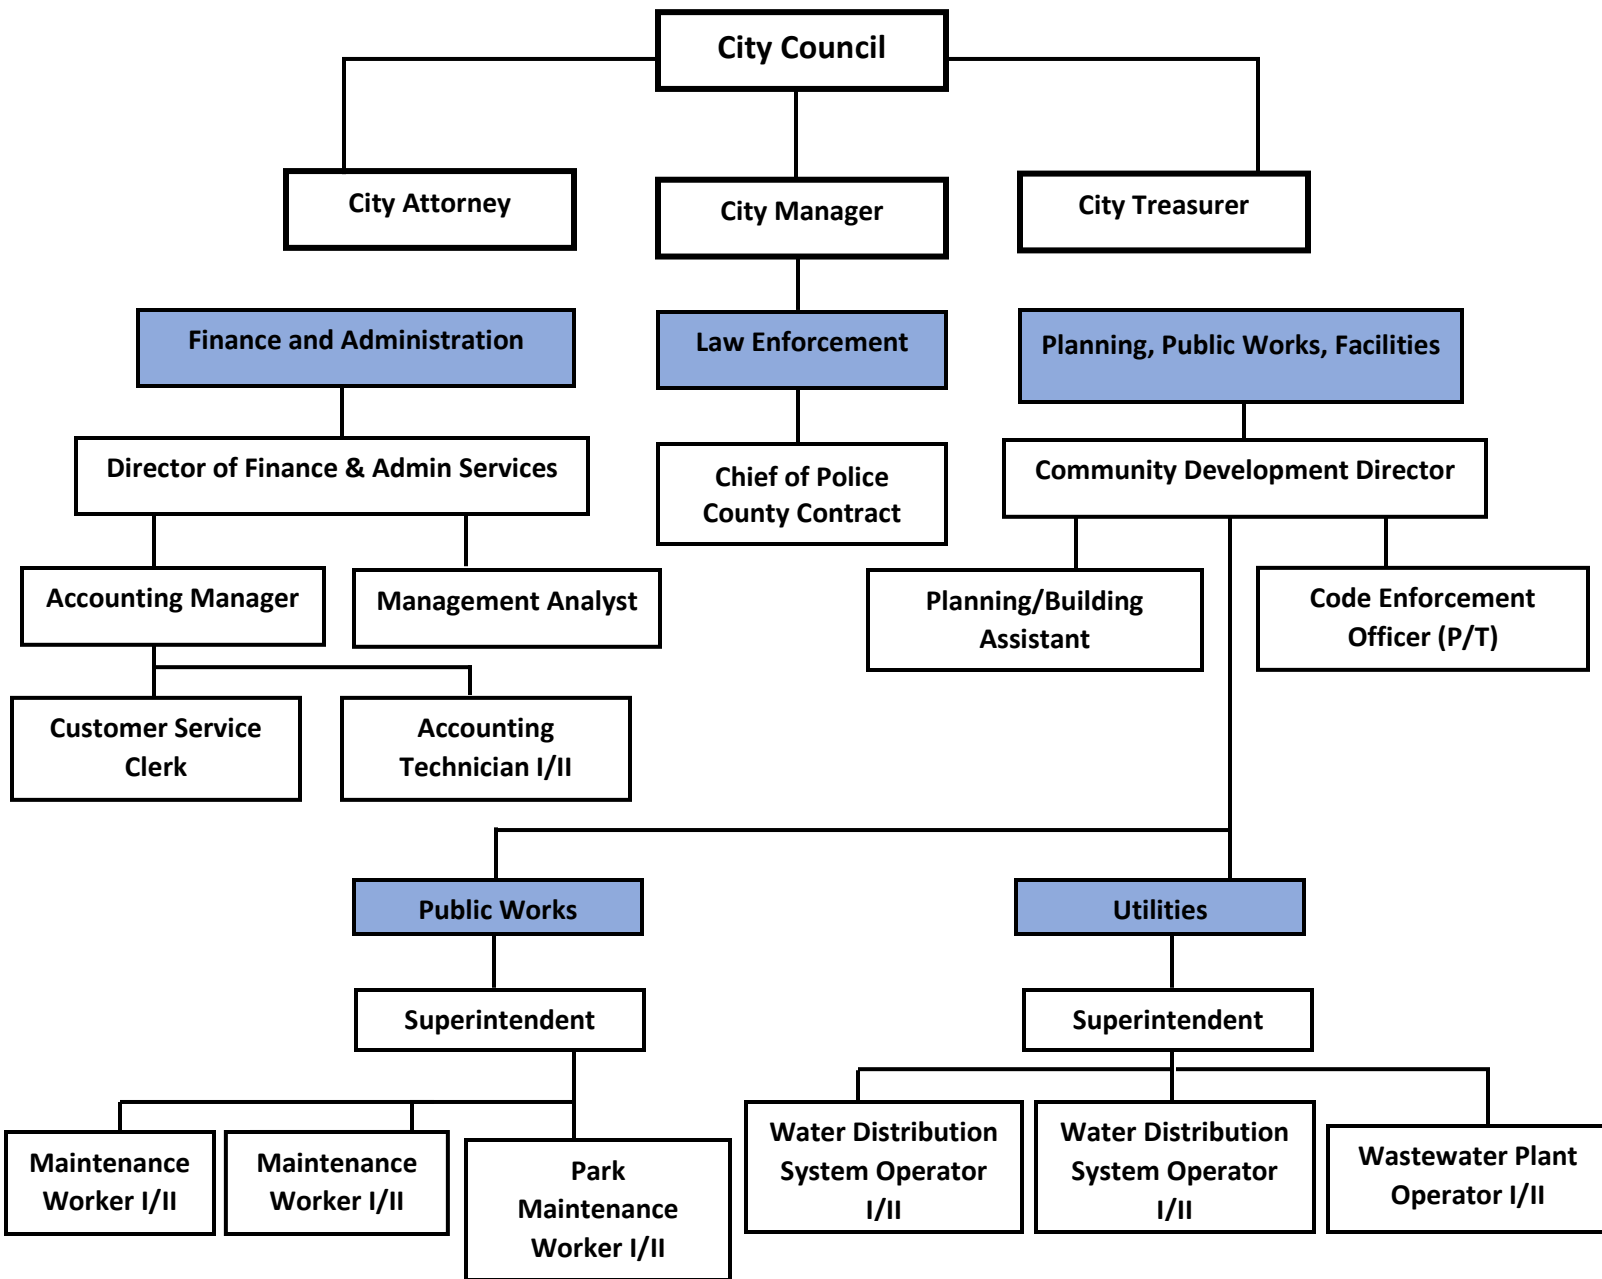 City Council
City Attorney
City Manager
City Treasurer
Finance and Administration
Law Enforcement
Planning, Public Works, Facilities
Director of Finance & Admin Services
Chief of Police
County Contract
Community Development Director
Accounting Manager
Management Analyst
Planning/Building
Assistant
Code Enforcement
Officer (P/T)
Customer Service
Clerk
Accounting
Technician I/II
Public Works
Utilities
Superintendent
Superintendent
Maintenance
Worker I/II
Maintenance
Worker I/II
Park
Maintenance
Worker I/II
Water Distribution
System Operator
I/II
Water Distribution
System Operator
I/II
Wastewater Plant
Operator I/II